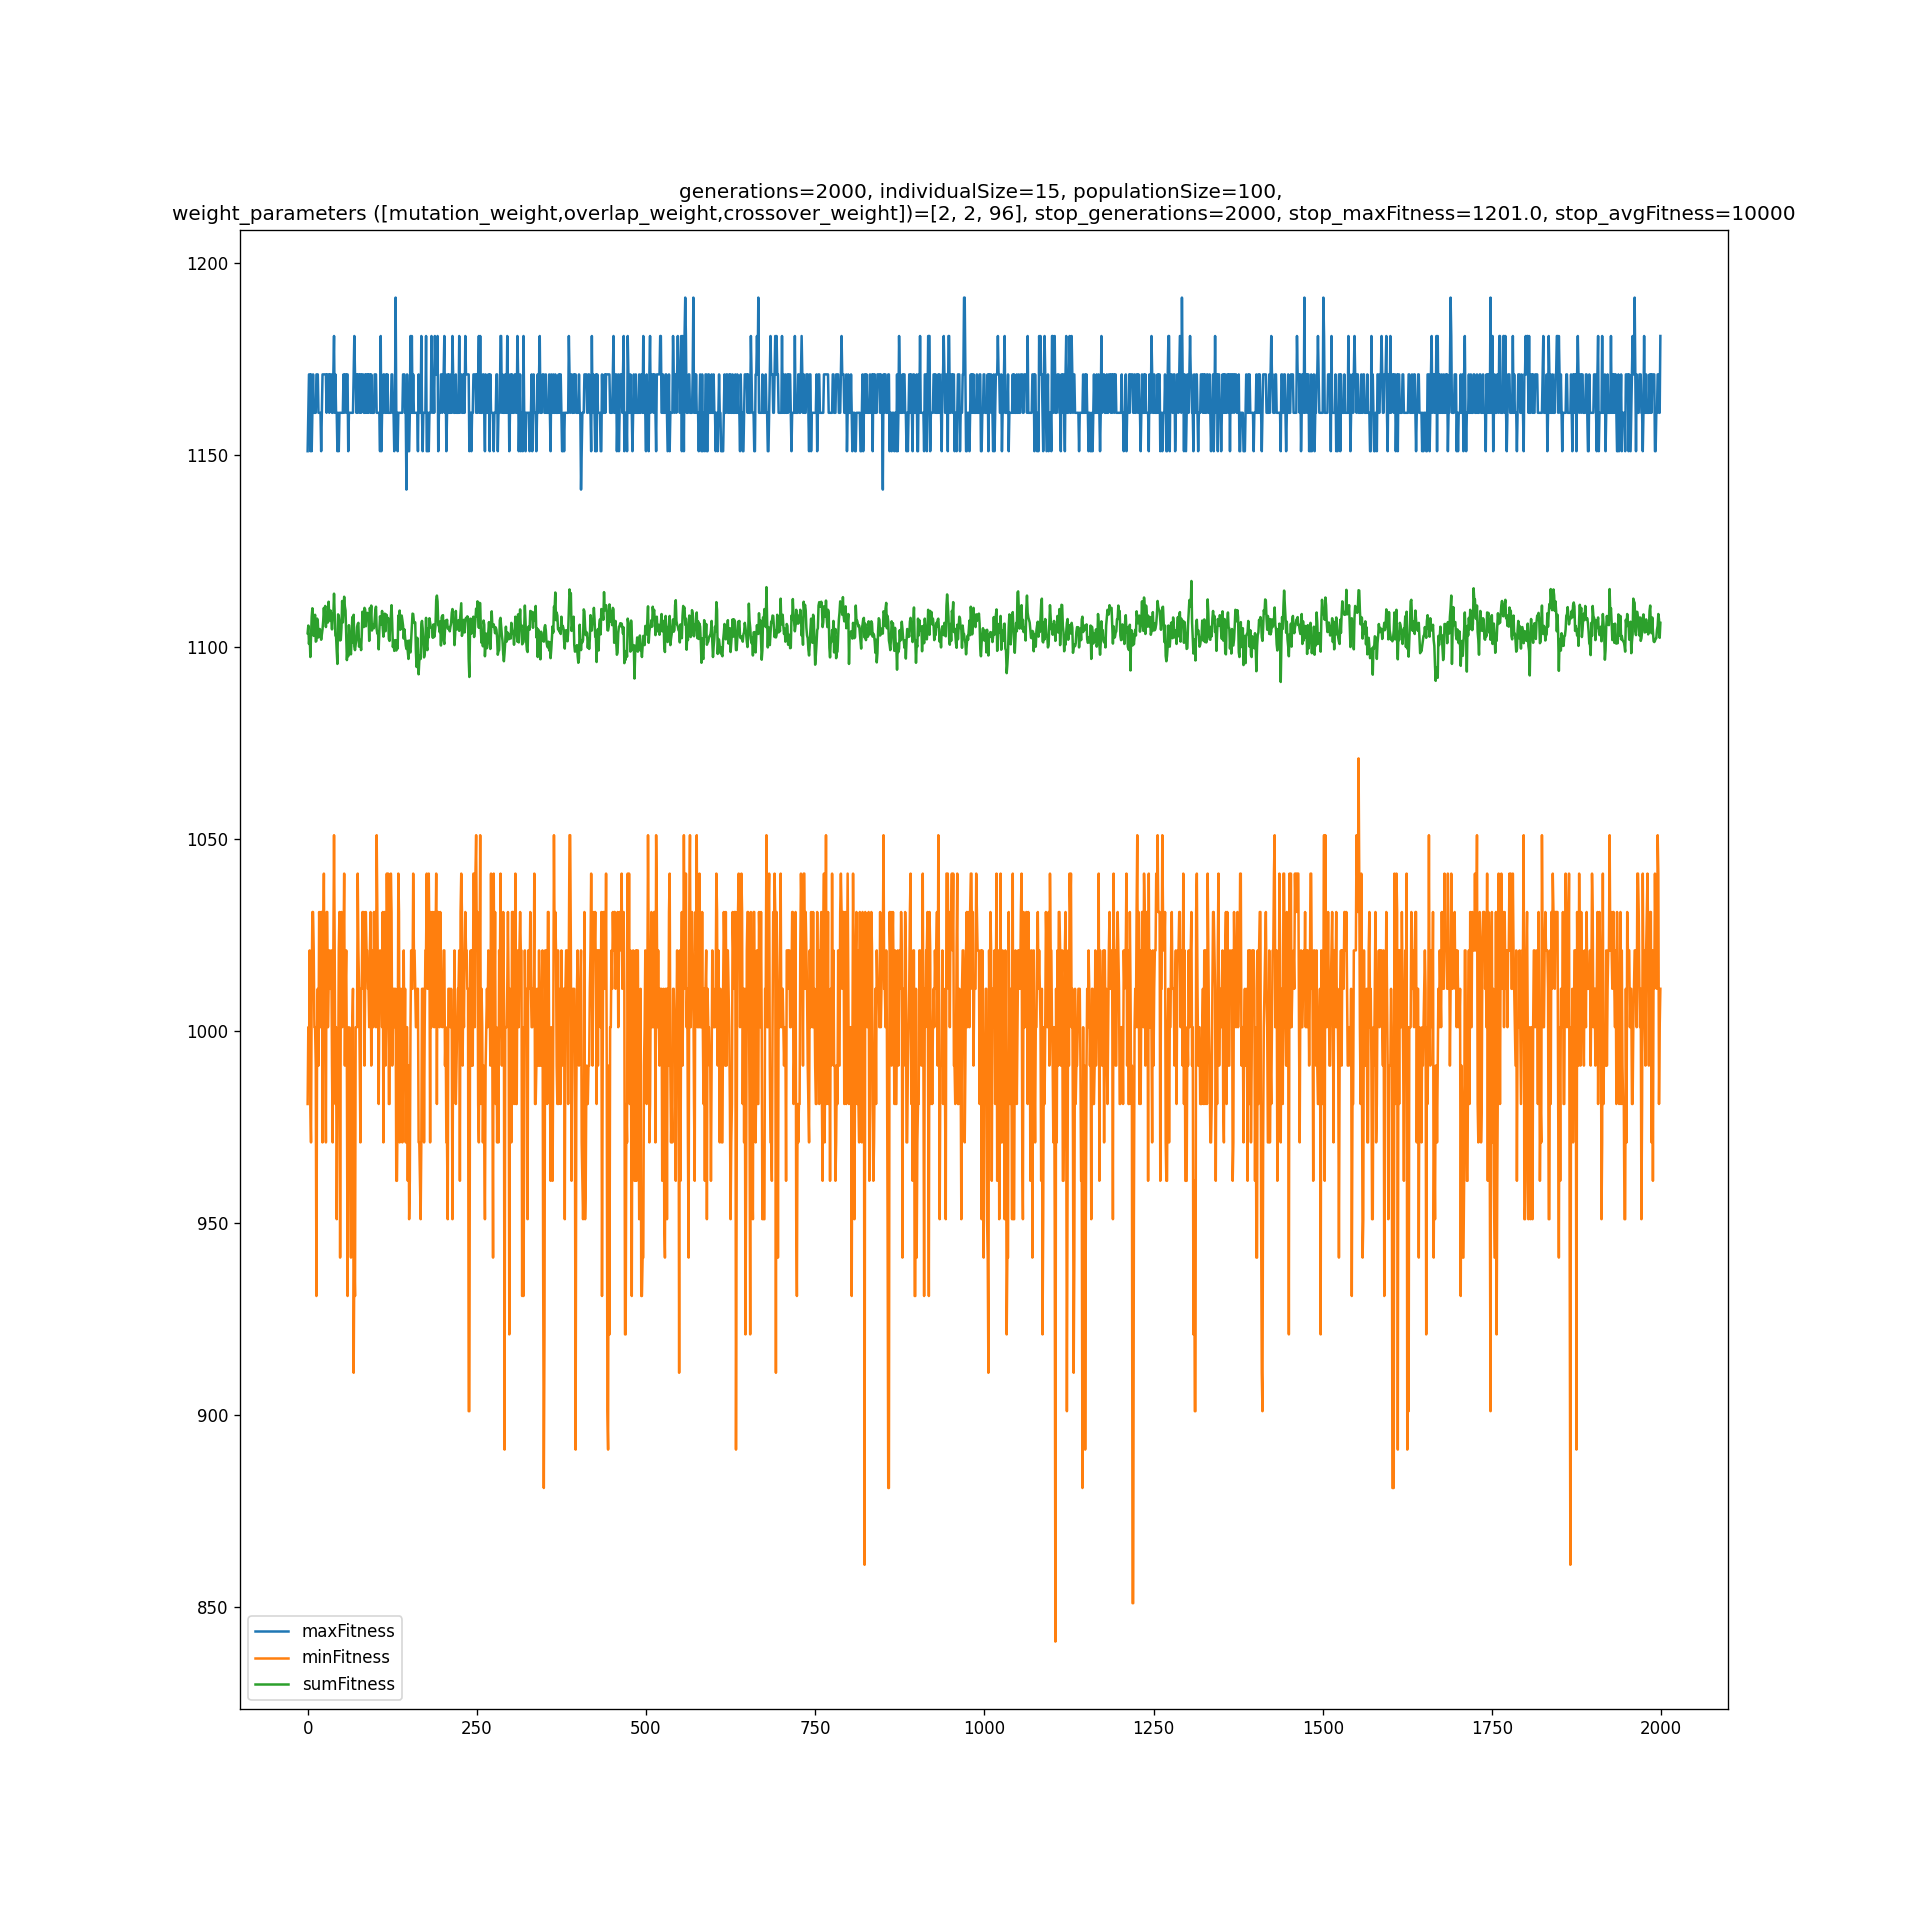 generations=2000, individualSize=15, populationSize=100,
weight_parameters ([mutation_weight,overlap_weight,crossover_weight])=[2, 2, 96], stop_generations=2000, stop_maxFitness=1201.0, stop_avgFitness=10000
1200
1150
1100
1050
1000
950
900
850
maxFitness
minFitness
sumFitness
0 250 500 750 1000 1250 1500 1750 2000